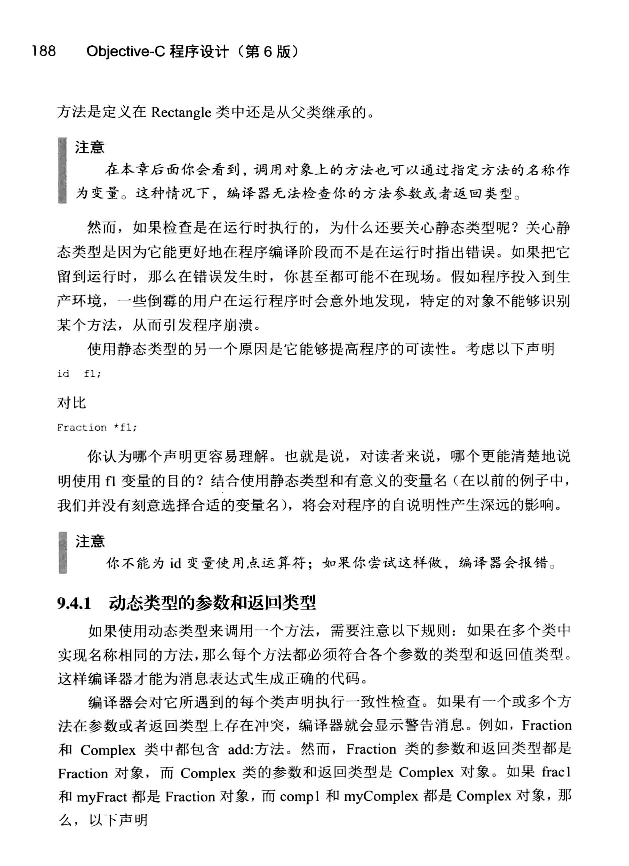 188 Objective-C 程序设计（第 6 版）
方法是定义在 Rectangle 类中还是从父类继承的。
注意
在本章后面你会看到，调用对象上的方法也可以通过指定方法的名称作
为变量。这种情况下，编译器无法检查你的方法参数或者返回类型。
然而，如果检查是在运行时执行的，为什么还要关心静态类型呢？关心静
态类型是因为它能更好地在程序编译阶段而不是在运行时指出错误。如果把它
留到运行时，那么在错误发生时，你甚至都可能不在现场。假如程序投入到生
产环境，一些倒霉的用户在运行程序时会意外地发现，特定的对象不能够识别
某个方法，从而引发程序崩溃。
使用静态类型的另一个原因是它能够提高程序的可读性。考虑以下声明
id f1;
对比
Fraction *f1;
你认为哪个声明更容易理解。也就是说，对读者来说，哪个更能清楚地说
明使用 f1 变量的目的？结合使用静态类型和有意义的变量名（在以前的例子中，
我们并没有刻意选择合适的变量名），将会对程序的自说明性产生深远的影响。
注意
你不能为 id 变量使用点运算符；如果你尝试这样做，编译器会报错。
9.4.1 动态类型的参数和返回类型
如果使用动态类型来调用一个方法，需要注意以下规则：如果在多个类中
实现名称相同的方法，那么每个方法都必须符合各个参数的类型和返回值类型。
这样编译器才能为消息表达式生成正确的代码。
编译器会对它所遇到的每个类声明执行一致性检查。如果有一个或多个方
法在参数或者返回类型上存在冲突，编译器就会显示警告消息。例如，Fraction
和 Complex 类中都包含 add:方法。然而，Fraction 类的参数和返回类型都是
Fraction 对象，而 Complex 类的参数和返回类型是 Complex 对象。如果 frac1
和 myFract 都是 Fraction 对象，而 comp1 和 myComplex 都是 Complex 对象，那
么，以下声明